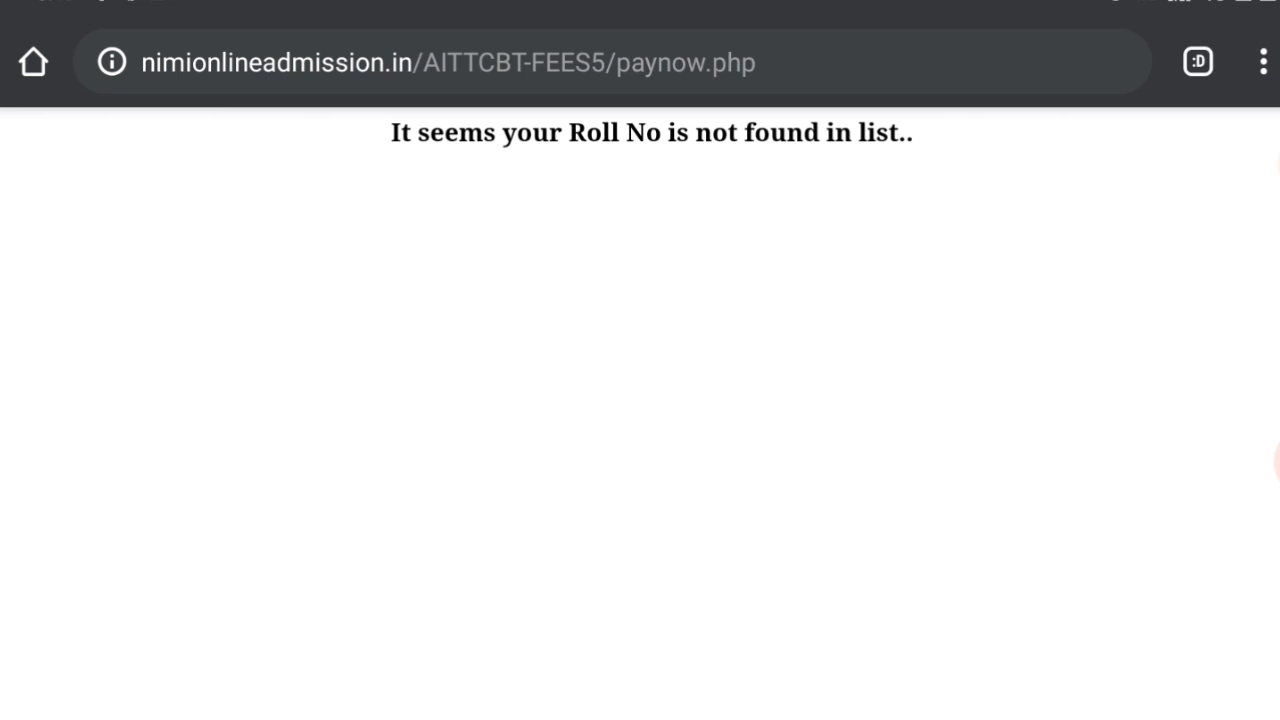 nimionlineadmission.in/AITTCBT-FEES5/paynow.php
:D
It seems your Roll No is not found in list..